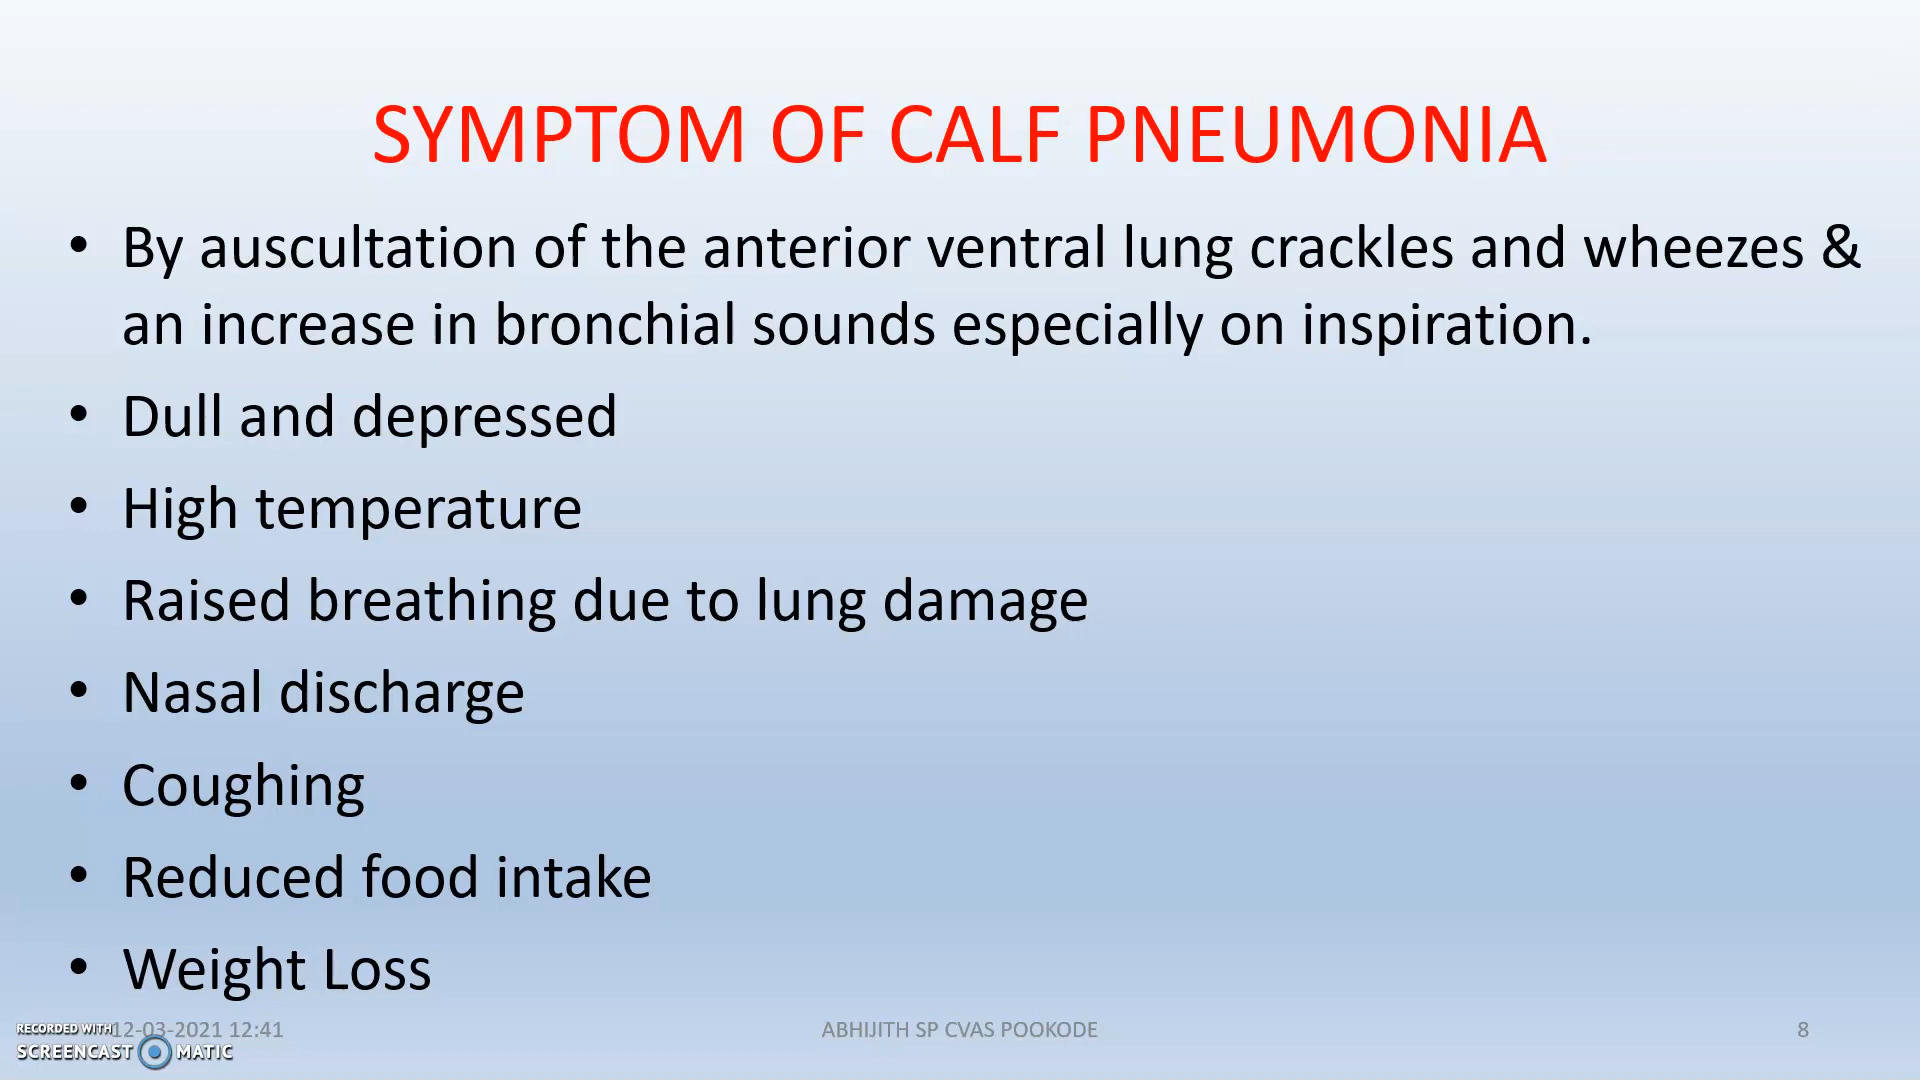 SYMPTOM OF CALF PNEUMONIA
• By auscultation of the anterior ventral lung crackles and wheezes &
an increase in bronchial sounds especially on inspiration.
• Dull and depressed
• High temperature
• Raised breathing due to lung damage
• Nasal discharge
• Coughing
• Reduced food intake
• Weight Loss
RECORDED WITH
12-03-2021 12:41
ABHIJITH SP CVAS POOKODE
8
SCREENCAST MATIC